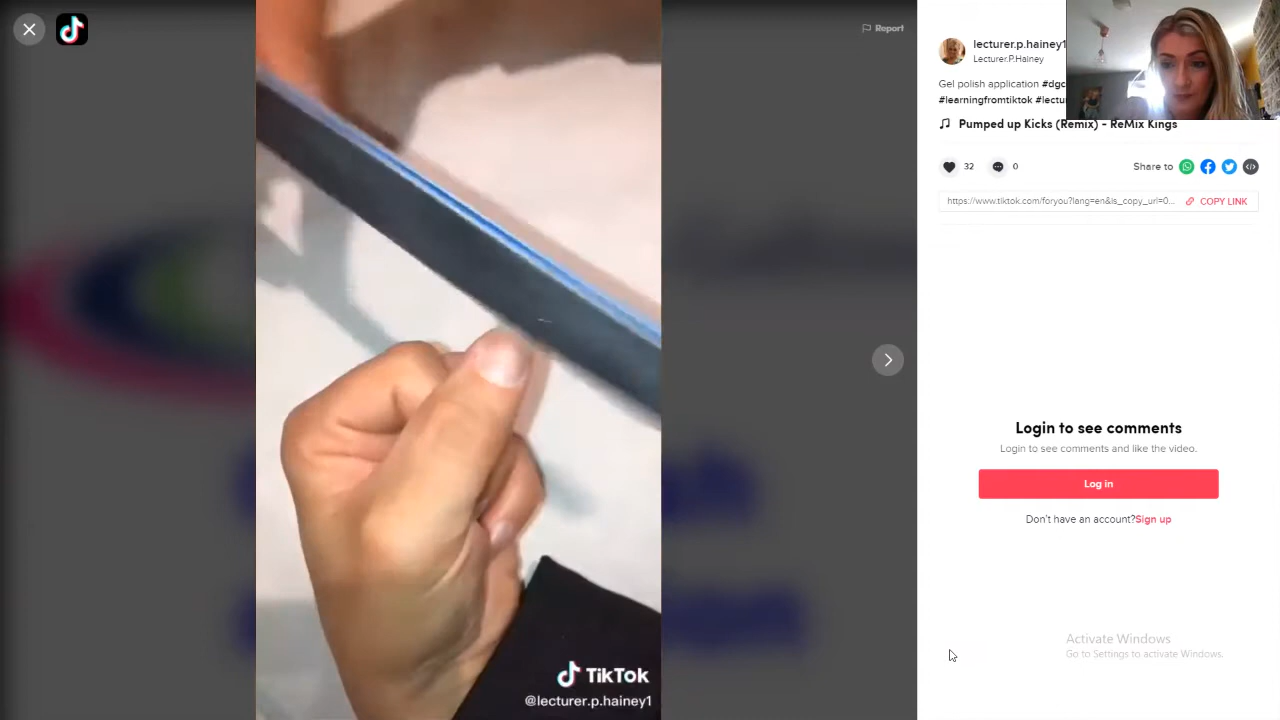 Report
lecturer.p.hainey1
Lecturer.P.Hainey
Gel polish application #dgc
#learningfromtiktok #lectu
Pumped up Kicks (Remix) - ReMix Kings
32
0
Share to
https://www.tiktok.com/foryou?lang=en&is_copy_url=0...
COPY LINK
Login to see comments
Login to see comments and like the video.
Log in
Don't have an account?Sign up
Activate Windows
Go to Settings to activate Windows.
TikTok
@lecturer.p.hainey1